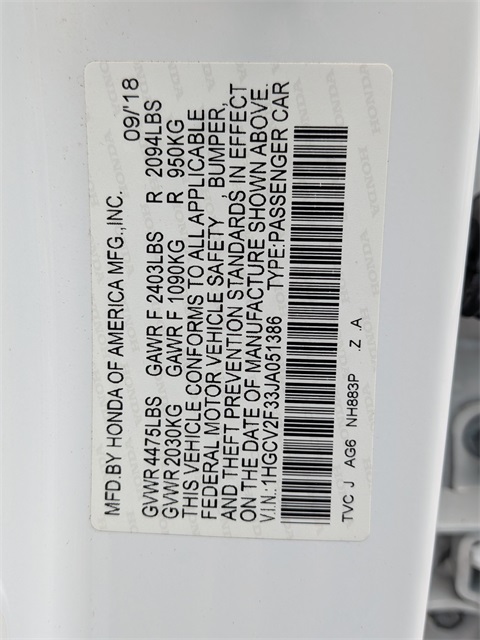 MFD.BY HONDA OF AMERICA MFG.,INC. 09/'18
GVWR 4475LBS GAWR F 2403LBS R 2094LBS
GVWR 2030KG GAWR F 1090KG R 950KG
THIS VEHICLE CONFORMS TO ALL APPLICABLE
FEDERAL MOTOR VEHICLE SAFETY , BUMPER,
AND THEFT PREVENTION STANDARDS IN EFFECT
ON THE DATE OF MANUFACTURE SHOWN ABOVE.
V.I.N.: 1HGCV2F33JA051386 TYPE:PASSENGER CAR
TVC J AG6 NH883P .Z .A